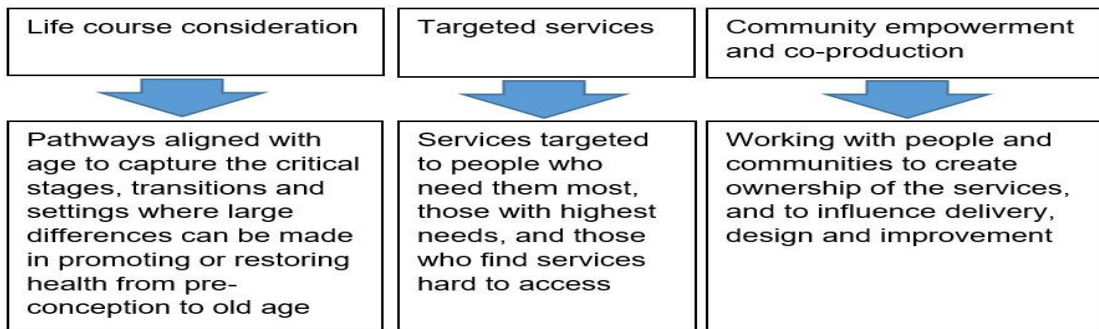 Life course consideration
Targeted services
Community empowerment
and co-production
Pathways aligned with
age to capture the critical
stages, transitions and
settings where large
differences can be made
in promoting or restoring
health from pre-
conception to old age
Services targeted
to people who
need them most,
those with highest
needs, and those
who find services
hard to access
Working with people and
communities to create
ownership of the services,
and to influence delivery,
design and improvement